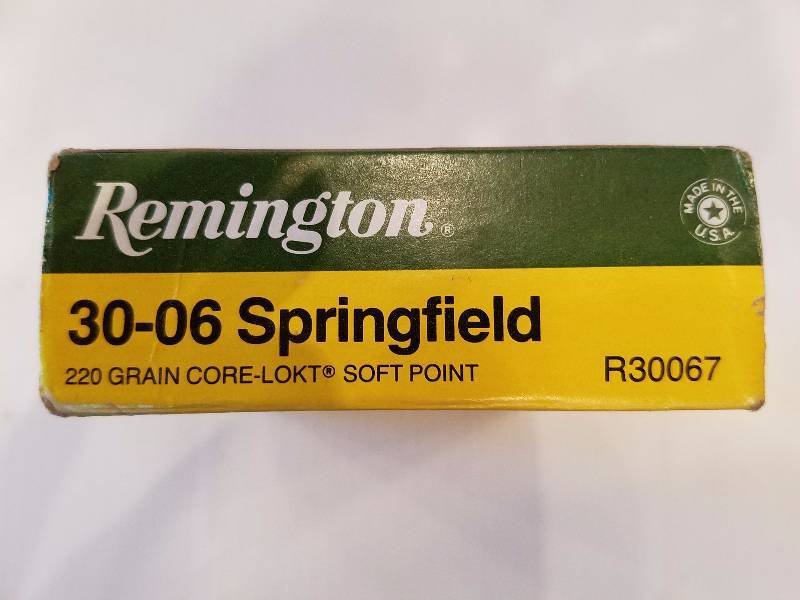 Remington®
MADE IN THE
U.S.A.
30-06 Springfield
220 GRAIN CORE-LOKT® SOFT POINT
R30067